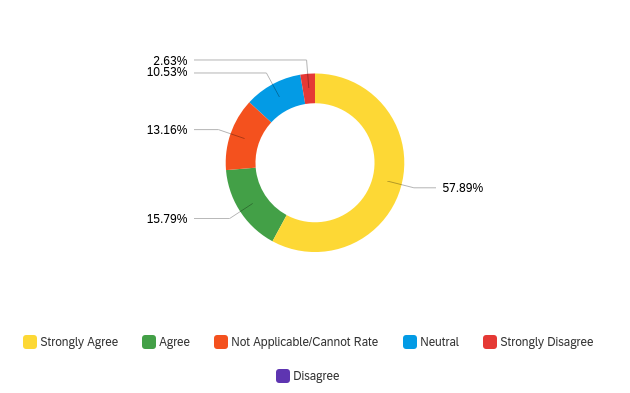 2.63%
10.53%
13.16%
57.89%
15.79%
Strongly Agree Agree Not Applicable/Cannot Rate Neutral Strongly Disagree
Disagree